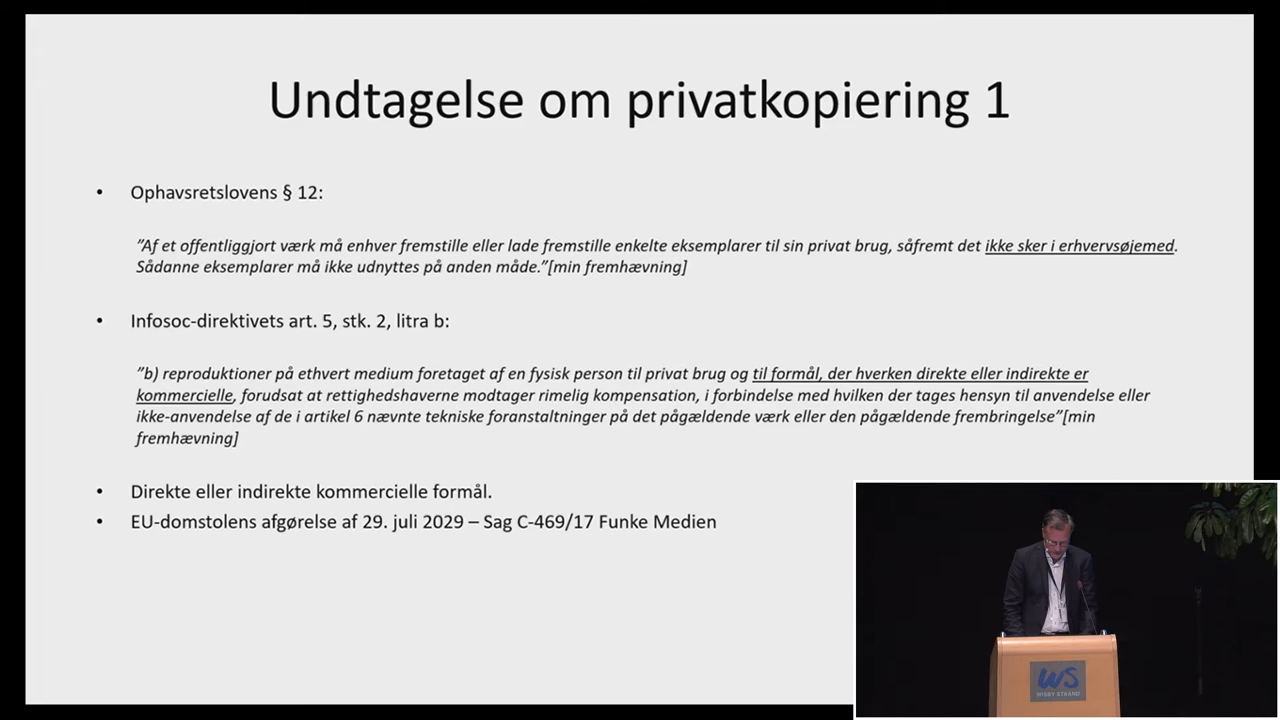 Undtagelse om privatkopiering 1
• Ophavsretslovens § 12:
”Af et offentliggjort værk må enhver fremstille eller lade fremstille enkelte eksemplarer til sin privat brug, såfremt det ikke sker i erhvervsøjemed.
Sådanne eksemplarer må ikke udnyttes på anden måde.”[min fremhævning]
• Infosoc-direktivets art. 5, stk. 2, litra b:
”b) reproduktioner på ethvert medium foretaget af en fysisk person til privat brug og til formål, der hverken direkte eller indirekte er
kommercielle, forudsat at rettighedshaverne modtager rimelig kompensation, i forbindelse med hvilken der tages hensyn til anvendelse eller
ikke-anvendelse af de i artikel 6 nævnte tekniske foranstaltninger på det pågældende værk eller den pågældende frembringelse”[min
fremhævning]
• Direkte eller indirekte kommercielle formål.
• EU-domstolens afgørelse af 29. juli 2029 – Sag C-469/17 Funke Medien
WS
WISBY STRAND